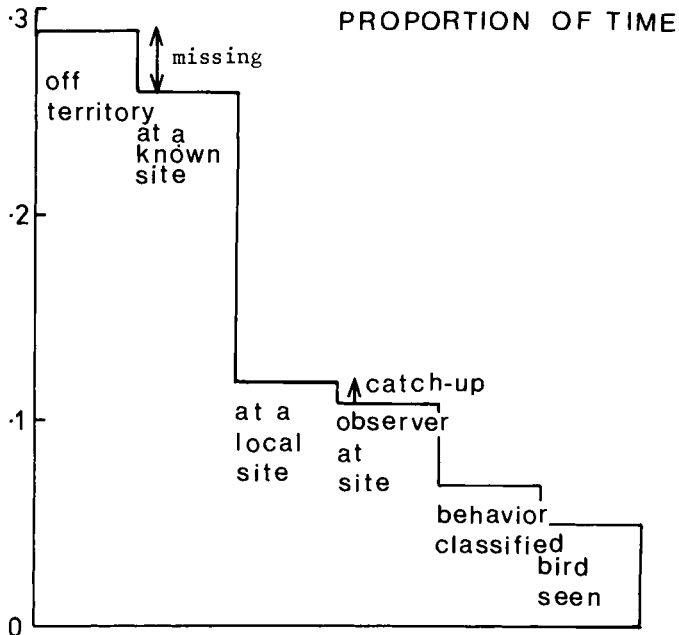 .3
PROPORTION OF TIME
missing
off
territory
at a
known
site
.2
catch-up
at a
local
site
observer
at
site
.1
behavior
classified
bird
seen
0